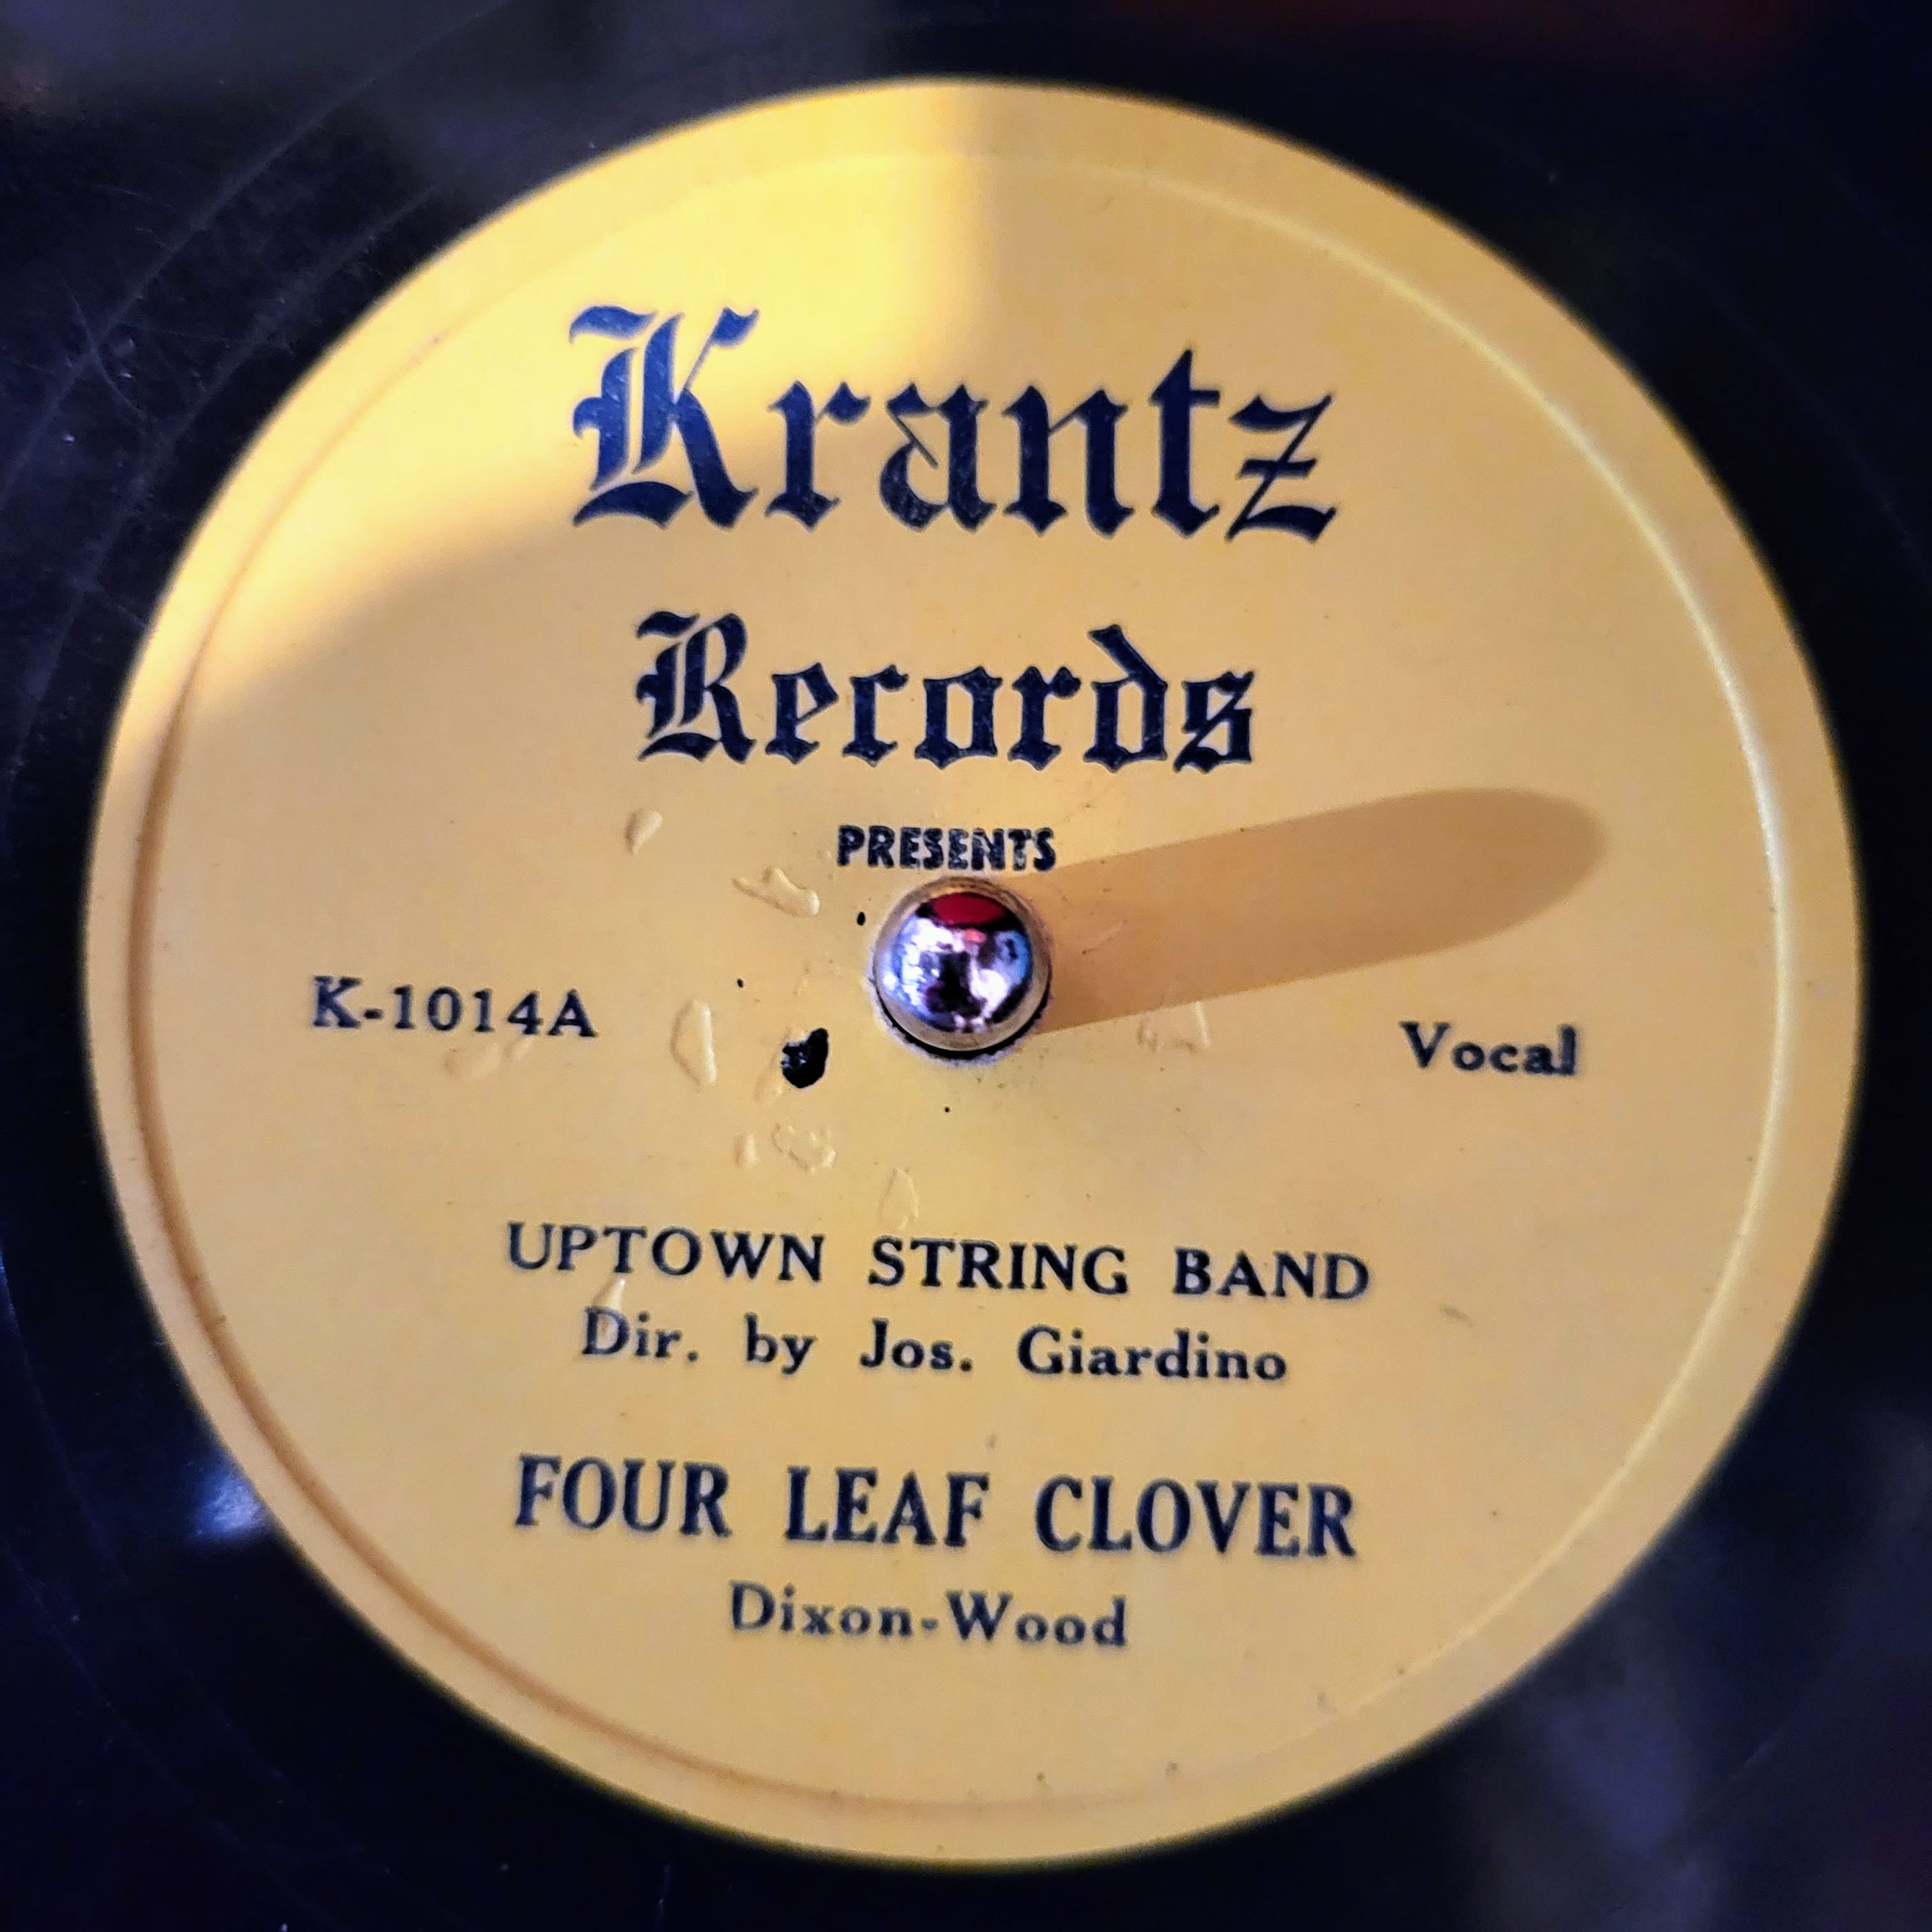 Krantz
Records
PRESENTS
K-1014A
Vocal
UPTOWN STRING BAND
Dir. by Jos. Giardino
FOUR LEAF CLOVER
Dixon-Wood